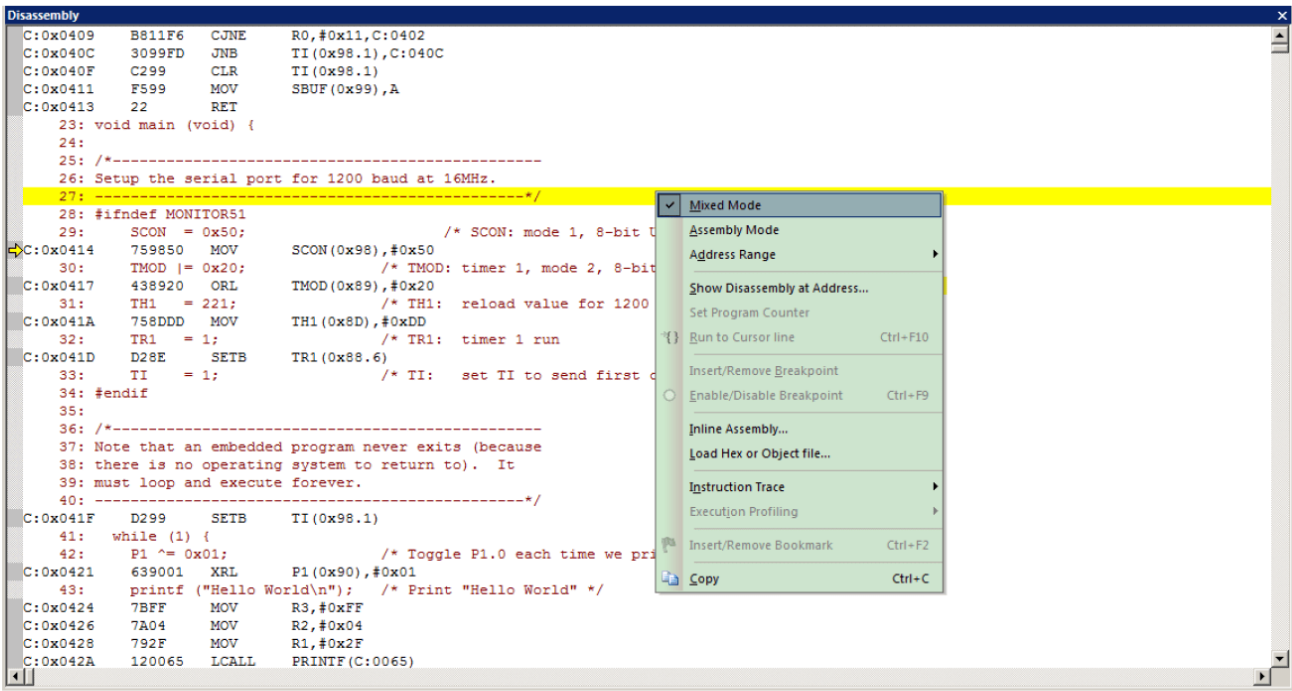 Disassembly
C:0x0409 B811F6 CJNE R0,#0x11,C:0402
C:0x040C 3099FD JNB TI(0x98.1),C:040C
C:0x040F C299 CLR TI(0x98.1)
C:0x0411 F599 MOV SBUF(0x99),A
C:0x0413 22 RET
23: void main (void) {
24:
25: /*------------------------------------------------
26: Setup the serial port for 1200 baud at 16MHz.
27: ------------------------------------------------*/
28: #ifndef MONITOR51
29: SCON = 0x50; /* SCON: mode 1, 8-bit U
C:0x0414 759850 MOV SCON(0x98),#0x50
30: TMOD |= 0x20; /* TMOD: timer 1, mode 2, 8-bit
C:0x0417 438920 ORL TMOD(0x89),#0x20
31: TH1 = 221; /* TH1: reload value for 1200
C:0x041A 758DDD MOV TH1(0x8D),#0xDD
32: TR1 = 1; /* TR1: timer 1 run
C:0x041D D28E SETB TR1(0x88.6)
33: TI = 1; /* TI: set TI to send first c
34: #endif
35:
36: /*------------------------------------------------
37: Note that an embedded program never exits (because
38: there is no operating system to return to). It
39: must loop and execute forever.
40: ------------------------------------------------*/
C:0x041F D299 SETB TI(0x98.1)
41: while (1) {
42: P1 ^= 0x01; /* Toggle P1.0 each time we pri
C:0x0421 639001 XRL P1(0x90),#0x01
43: printf ("Hello World\n"); /* Print "Hello World" */
C:0x0424 7BFF MOV R3,#0xFF
C:0x0426 7A04 MOV R2,#0x04
C:0x0428 792F MOV R1,#0x2F
C:0x042A 120065 LCALL PRINTF(C:0065)
Mixed Mode
Assembly Mode
Address Range
Show Disassembly at Address...
Set Program Counter
Run to Cursor line Ctrl+F10
Insert/Remove Breakpoint
Enable/Disable Breakpoint Ctrl+F9
Inline Assembly...
Load Hex or Object file...
Instruction Trace
Execution Profiling
Insert/Remove Bookmark Ctrl+F2
Copy Ctrl+C